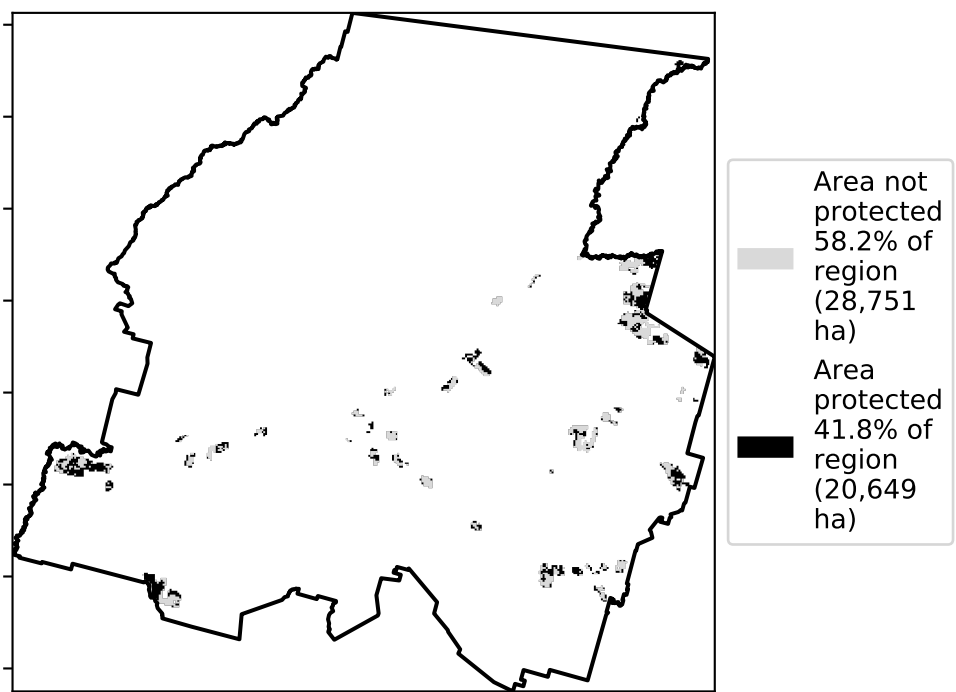 Area not
protected
58.2% of
region
(28,751
ha)
Area
protected
41.8% of
region
(20,649
ha)